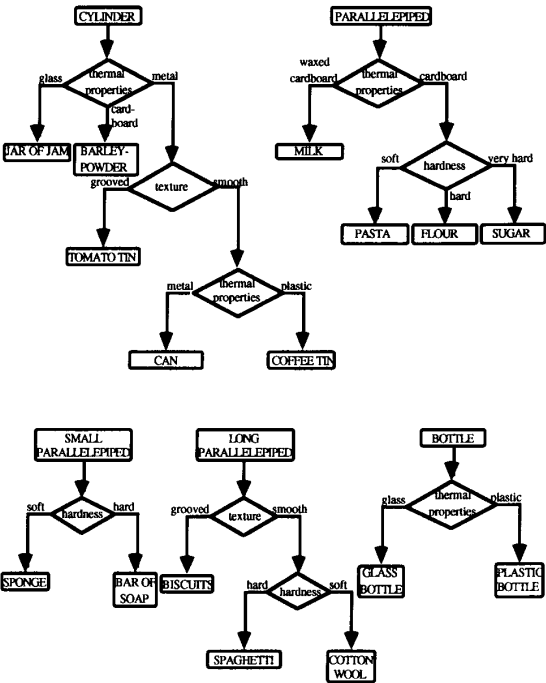 CYLINDER
PARALLELEPIPED
glass
thermal
properties
metal
card-
board
JAR OF JAM
BARLEY-
POWDER
grooved
texture
smooth
TOMATO TIN
metal
thermal
properties
plastic
CAN
COFFEE TIN
waxed
cardboard
thermal
properties
cardboard
MILK
soft
hardness
very hard
hard
PASTA
FLOUR
SUGAR
SMALL
PARALLELEPIPED
soft
hardness
hard
SPONGE
BAR OF
SOAP
LONG
PARALLELEPIPED
grooved
texture
smooth
BISCUITS
hard
hardness
soft
SPAGHETTI
COTTON
WOOL
BOTTLE
glass
thermal
properties
plastic
GLASS
BOTTLE
PLASTIC
BOTTLE